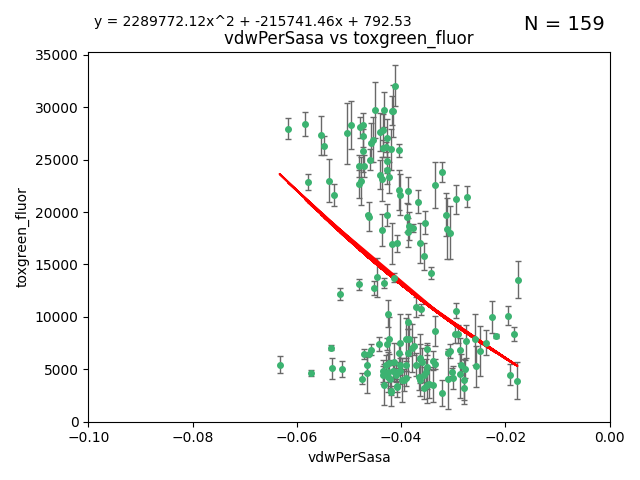 y = 2289772.12x^2 + -215741.46x + 792.53
N = 159
vdwPerSasa vs toxgreen_fluor
35000
30000
25000
20000
15000
10000
5000
0
toxgreen_fluor
−0.10 −0.08 −0.06 −0.04 −0.02 0.00
vdwPerSasa